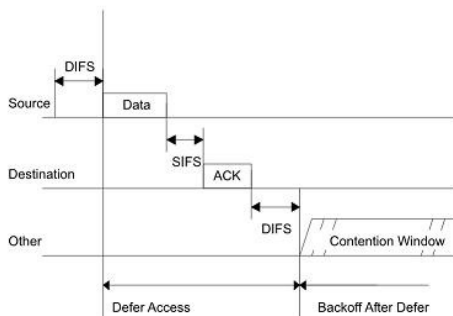 DIFS
Source
Data
SIFS
Destination
ACK
DIFS
Other
Contention Window
Defer Access
Backoff After Defer